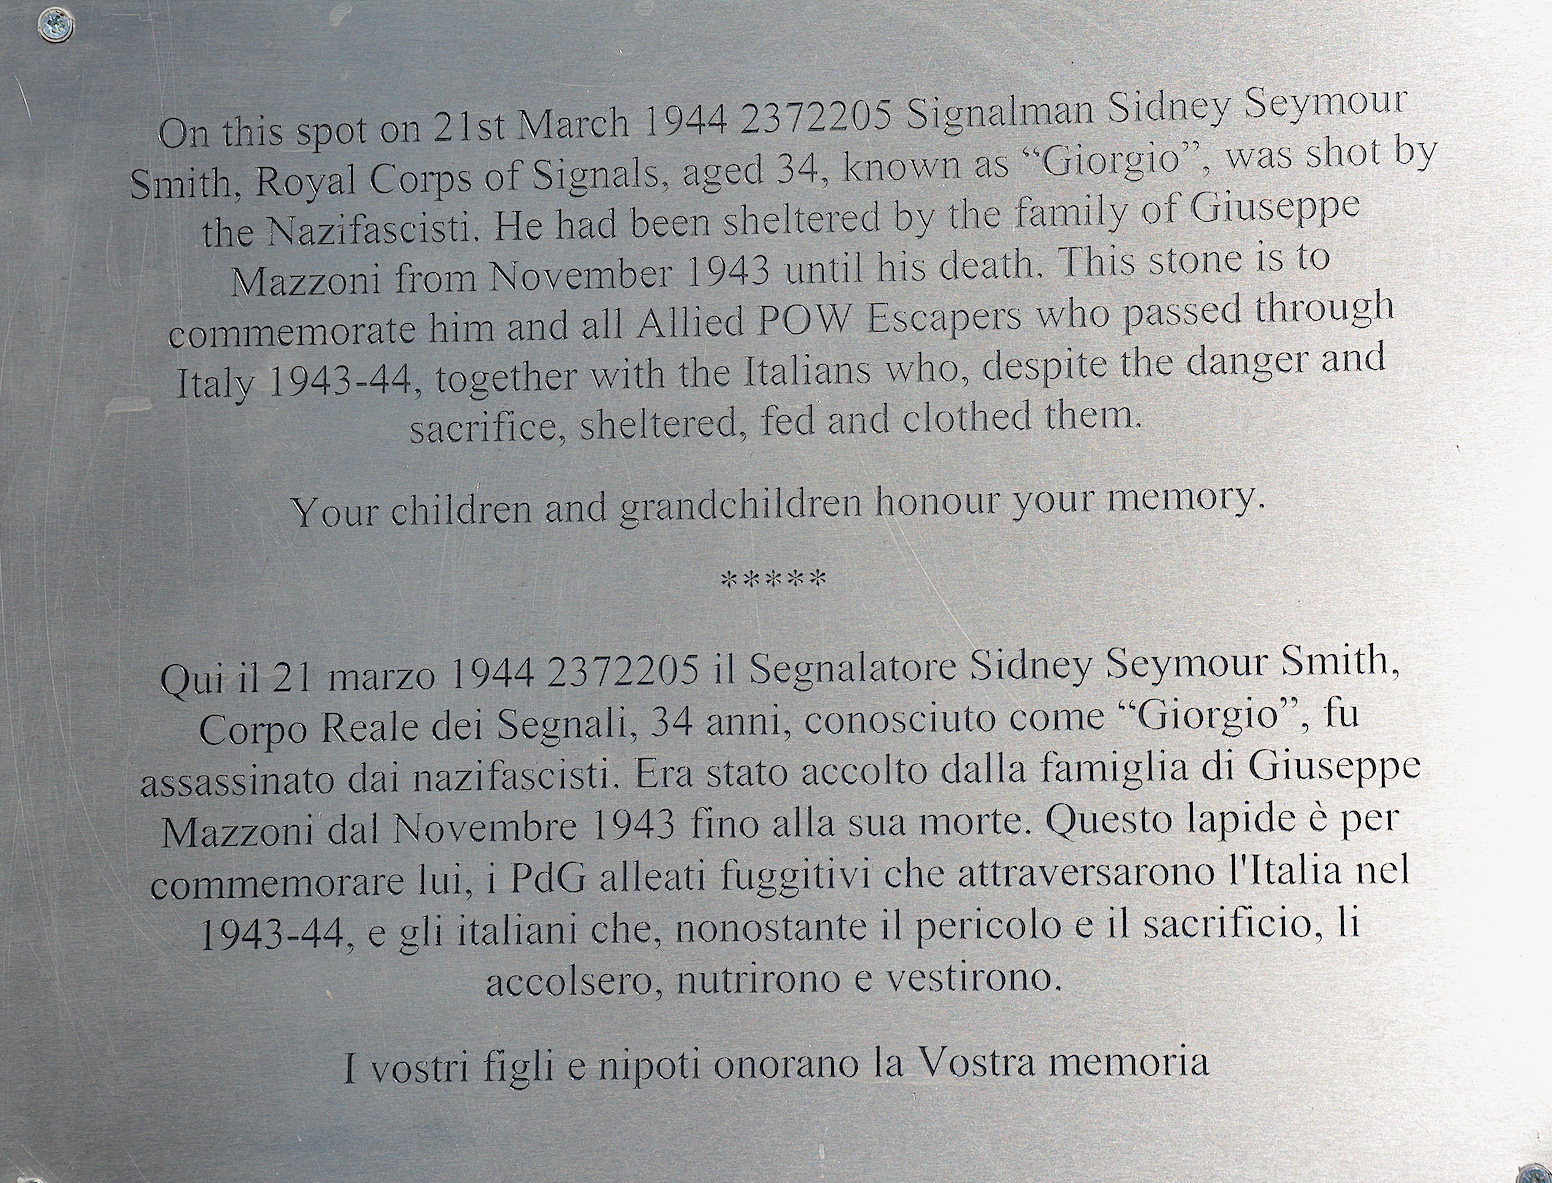 On this spot on 21st March 1944 2372205 Signalman Sidney Seymour
Smith, Royal Corps of Signals, aged 34, known as “Giorgio”, was shot by
the Nazifascisti. He had been sheltered by the family of Giuseppe
Mazzoni from November 1943 until his death. This stone is to
commemorate him and all Allied POW Escapers who passed through
Italy 1943-44, together with the Italians who, despite the danger and
sacrifice, sheltered, fed and clothed them.
Your children and grandchildren honour your memory.
*****
Qui il 21 marzo 1944 2372205 il Segnalatore Sidney Seymour Smith,
Corpo Reale dei Segnali, 34 anni, conosciuto come “Giorgio”, fu
assassinato dai nazifascisti. Era stato accolto dalla famiglia di Giuseppe
Mazzoni dal Novembre 1943 fino alla sua morte. Questo lapide è per
commemorare lui, i PdG alleati fuggitivi che attraversarono l'Italia nel
1943-44, e gli italiani che, nonostante il pericolo e il sacrificio, li
accolsero, nutrirono e vestirono.
I vostri figli e nipoti onorano la Vostra memoria